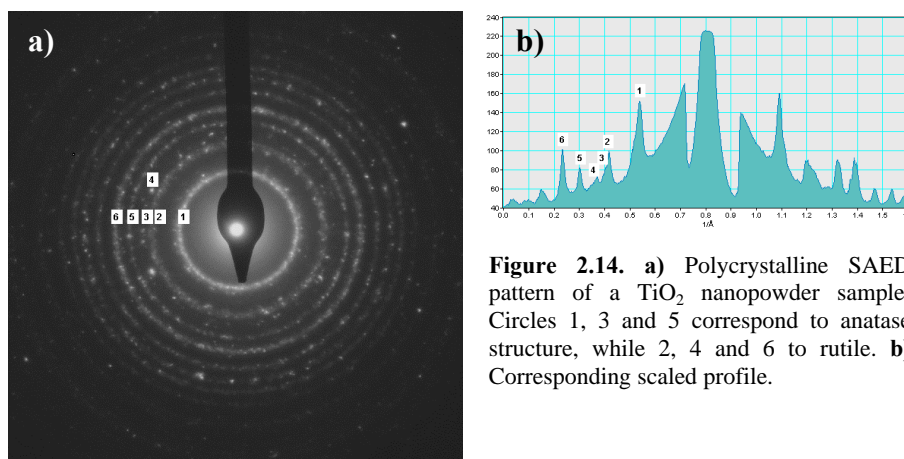 a)
4
6 5 3 2 1
b)
240
220
200
180
160
140
120
100
80
60
40
1
2
3
4
5
6
0.0 0.1 0.2 0.3 0.4 0.5 0.6 0.7 0.8 0.9 1.0 1.1 1.2 1.3 1.4 1.5
1/Å
Figure 2.14. a) Polycrystalline SAED
pattern of a TiO₂ nanopowder sample
Circles 1, 3 and 5 correspond to anatase
structure, while 2, 4 and 6 to rutile. b)
Corresponding scaled profile.